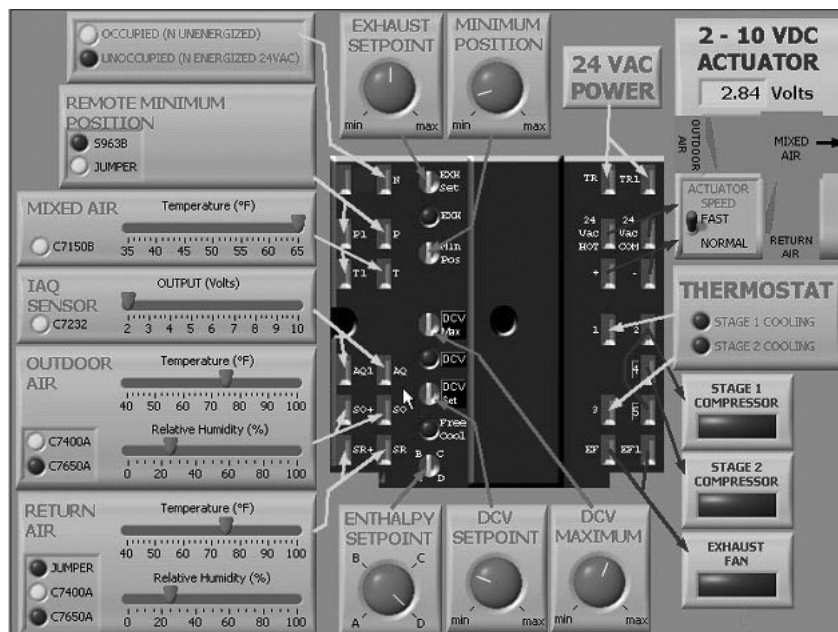 OCCUPIED (N UNENERGIZED)
UNOCCUPIED (N ENERGIZED 24VAC)
REMOTE MINIMUM
POSITION
S963B
JUMPER
MIXED AIR
Temperature (°F)
C7150B
35 40 45 50 55 60 65
IAQ
SENSOR
OUTPUT (Volts)
C7232
2 3 4 5 6 7 8 9 10
OUTDOOR
AIR
Temperature (°F)
40 50 60 70 80 90 100
Relative Humidity (%)
C7400A
C7650A
0 20 40 60 80 100
RETURN
AIR
Temperature (°F)
40 50 60 70 80 90 100
JUMPER
C7400A
C7650A
Relative Humidity (%)
0 20 40 60 80 100
EXHAUST
SETPOINT
min max
MINIMUM
POSITION
min max
24 VAC
POWER
2 - 10 VDC
ACTUATOR
2.84 Volts
OUTDOOR
AIR
MIXED
AIR
ACTUATOR
SPEED
FAST
NORMAL
RETURN
AIR
THERMOSTAT
STAGE 1 COOLING
STAGE 2 COOLING
STAGE 1
COMPRESSOR
STAGE 2
COMPRESSOR
EXHAUST
FAN
N
EXH
Set
P1 P
EXH
Min
Pos
T1 T
DCV
Max
DCV
AQ1 AQ
DCV
Set
SO+ SO
Free
Cool
SR+ SR
B C
D
TR TR1
24
Vac
HOT
24
Vac
COM
+ -
1 2
4
3 5
EF EF1
ENTHALPY
SETPOINT
B C
A D
DCV
SETPOINT
min max
DCV
MAXIMUM
min max